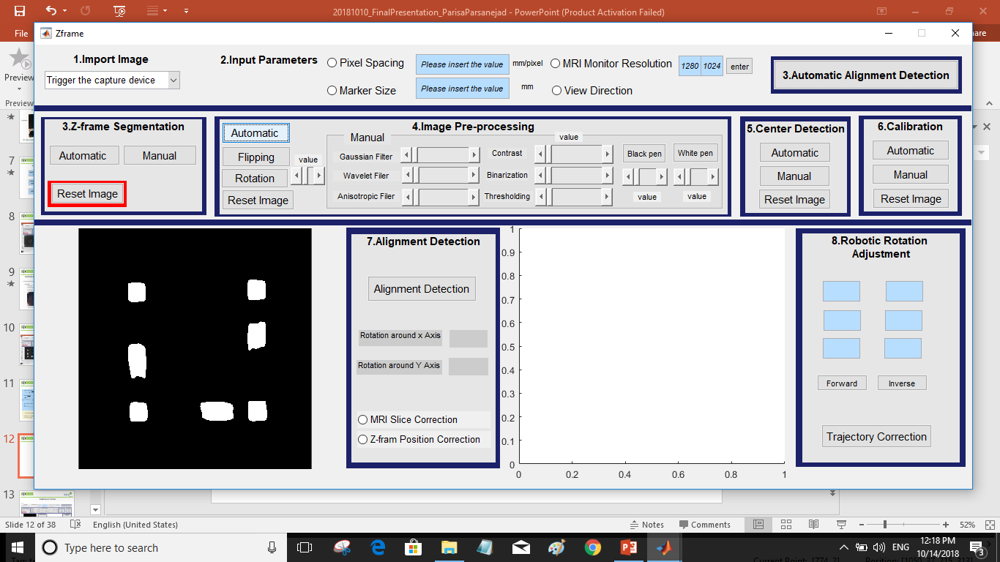 20181010_FinalPresentation_ParisaParsanejad - PowerPoint (Product Activation Failed)
File
Zframe
1.Import Image
Trigger the capture device
2.Input Parameters
Pixel Spacing
Please insert the value
mm/pixel
MRI Monitor Resolution
1280
1024
enter
Marker Size
Please insert the value
mm
View Direction
3.Automatic Alignment Detection
Preview
Preview
3.Z-frame Segmentation
Automatic
Manual
Reset Image
4.Image Pre-processing
Automatic
Flipping
Rotation
Reset Image
value
Manual
value
Gaussian Filter
Wavelet Filer
Anisotropic Filer
Contrast
Binarization
Thresholding
Black pen
White pen
value
value
5.Center Detection
Automatic
Manual
Reset Image
6.Calibration
Automatic
Manual
Reset Image
7
8
9
10
11
12
13
7.Alignment Detection
Alignment Detection
Rotation around x Axis
Rotation around Y Axis
MRI Slice Correction
Z-fram Position Correction
1
0.9
0.8
0.7
0.6
0.5
0.4
0.3
0.2
0.1
0
0
0.2
0.4
0.6
0.8
1
8.Robotic Rotation
Adjustment
Forward
Inverse
Trajectory Correction
Slide 12 of 38
English (United States)
Notes
Comments
52%
Type here to search
ENG
12:18 PM
10/14/2018
3